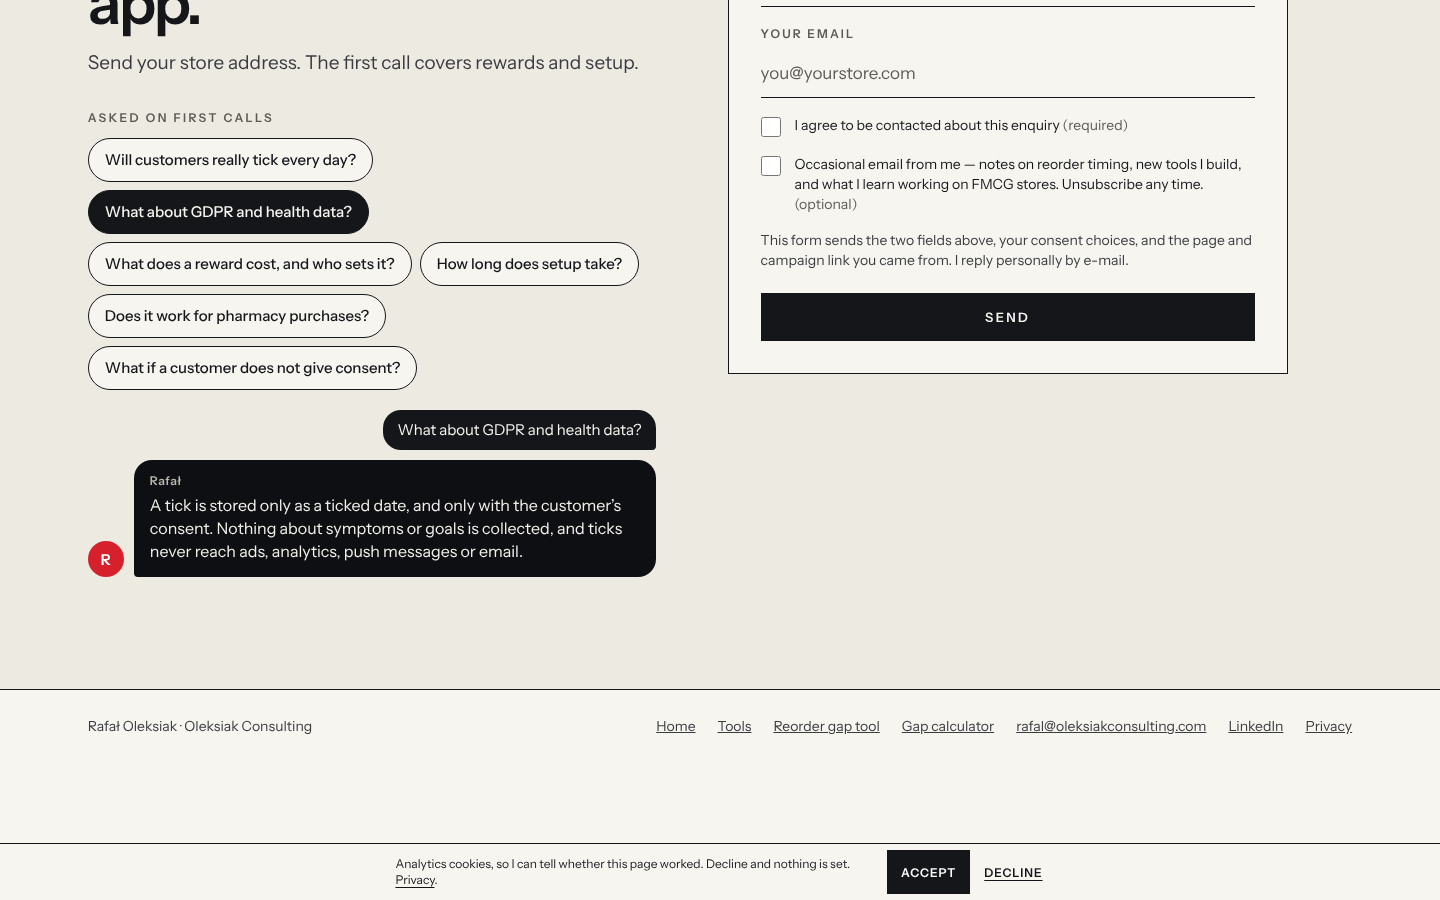 app.
Send your store address. The first call covers rewards and setup.
ASKED ON FIRST CALLS
Will customers really tick every day?
What about GDPR and health data?
What does a reward cost, and who sets it?
How long does setup take?
Does it work for pharmacy purchases?
What if a customer does not give consent?
What about GDPR and health data?
Rafał
A tick is stored only as a ticked date, and only with the customer’s
consent. Nothing about symptoms or goals is collected, and ticks
never reach ads, analytics, push messages or email.
R
YOUR EMAIL
you@yourstore.com
I agree to be contacted about this enquiry (required)
Occasional email from me — notes on reorder timing, new tools I build,
and what I learn working on FMCG stores. Unsubscribe any time.
(optional)
This form sends the two fields above, your consent choices, and the page and
campaign link you came from. I reply personally by e-mail.
SEND
Rafał Oleksiak · Oleksiak Consulting
Home
Tools
Reorder gap tool
Gap calculator
rafal@oleksiakconsulting.com
LinkedIn
Privacy
Analytics cookies, so I can tell whether this page worked. Decline and nothing is set.
Privacy.
ACCEPT
DECLINE